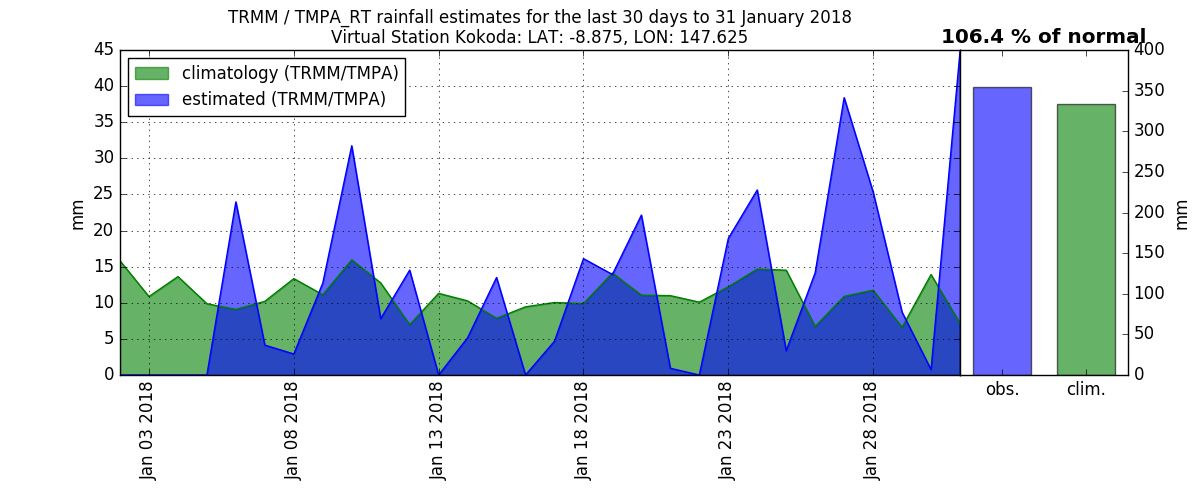 TRMM / TMPA_RT rainfall estimates for the last 30 days to 31 January 2018
Virtual Station Kokoda: LAT: -8.875, LON: 147.625
106.4 % of normal
climatology (TRMM/TMPA)
estimated (TRMM/TMPA)
mm
45
40
35
30
25
20
15
10
5
0
Jan 03 2018
Jan 08 2018
Jan 13 2018
Jan 18 2018
Jan 23 2018
Jan 28 2018
obs.
clim.
400
350
300
250
200
150
100
50
0
mm